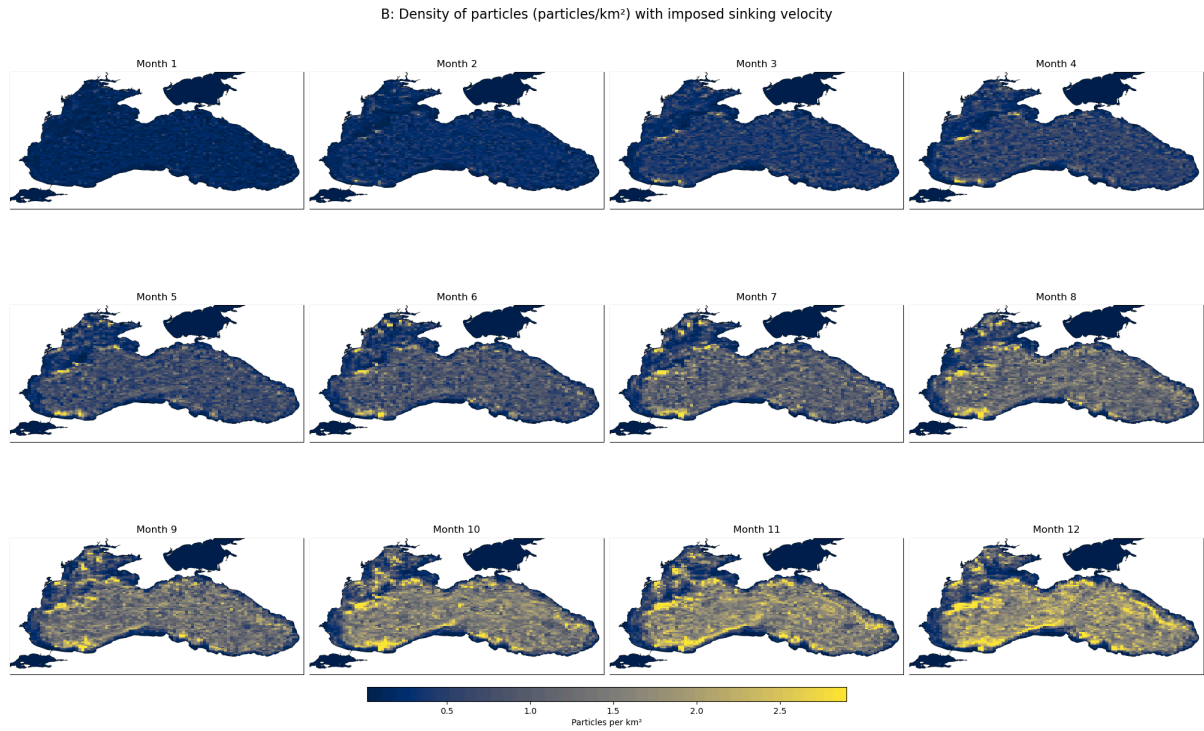 B: Density of particles (particles/km²) with imposed sinking velocity
Month 1
Month 2
Month 3
Month 4
Month 5
Month 6
Month 7
Month 8
Month 9
Month 10
Month 11
Month 12
0.5
1.0
1.5
2.0
2.5
Particles per km²